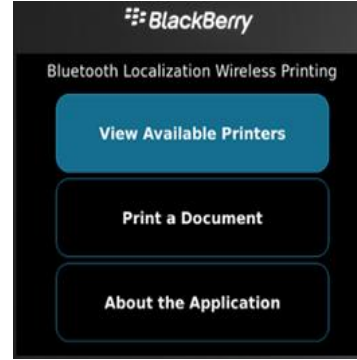 BlackBerry
Bluetooth Localization Wireless Printing
View Available Printers
Print a Document
About the Application